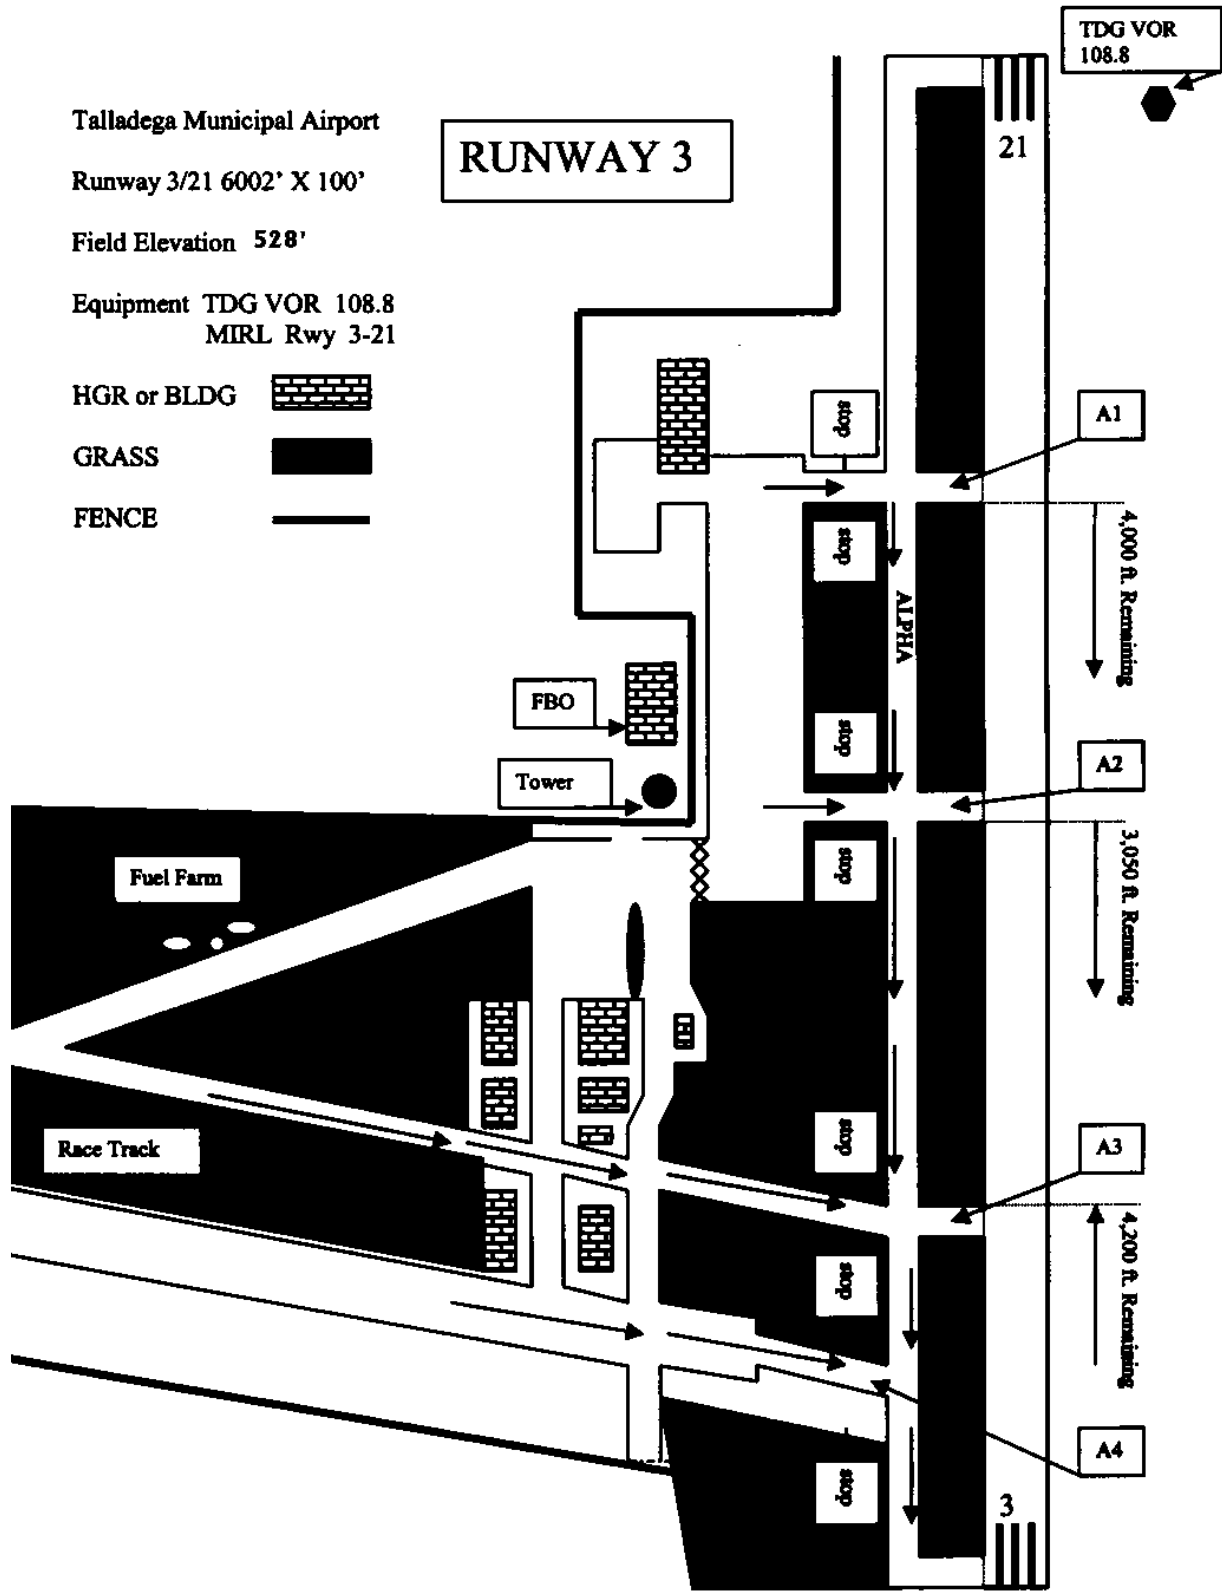 TDG VOR
108.8
Talladega Municipal Airport
RUNWAY 3
Runway 3/21 6002' X 100'
Field Elevation 528'
Equipment TDG VOR 108.8
MIRL Rwy 3-21
HGR or BLDG
GRASS
FENCE
21
stop
A1
stop
4,000 ft. Remaining
ALPHA
FBO
stop
Tower
A2
Fuel Farm
stop
3,050 ft. Remaining
Race Track
stop
A3
stop
4,200 ft. Remaining
A4
stop
3